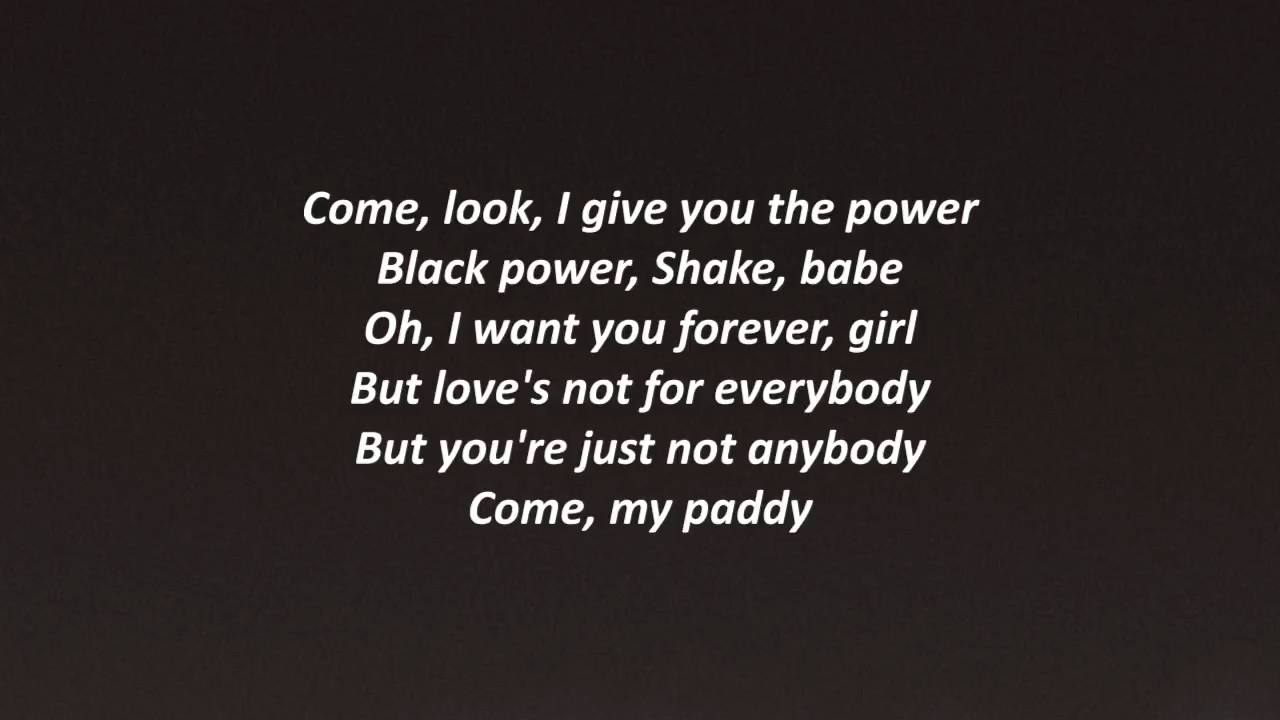 Come, look, I give you the power
Black power, Shake, babe
Oh, I want you forever, girl
But love's not for everybody
But you're just not anybody
Come, my paddy